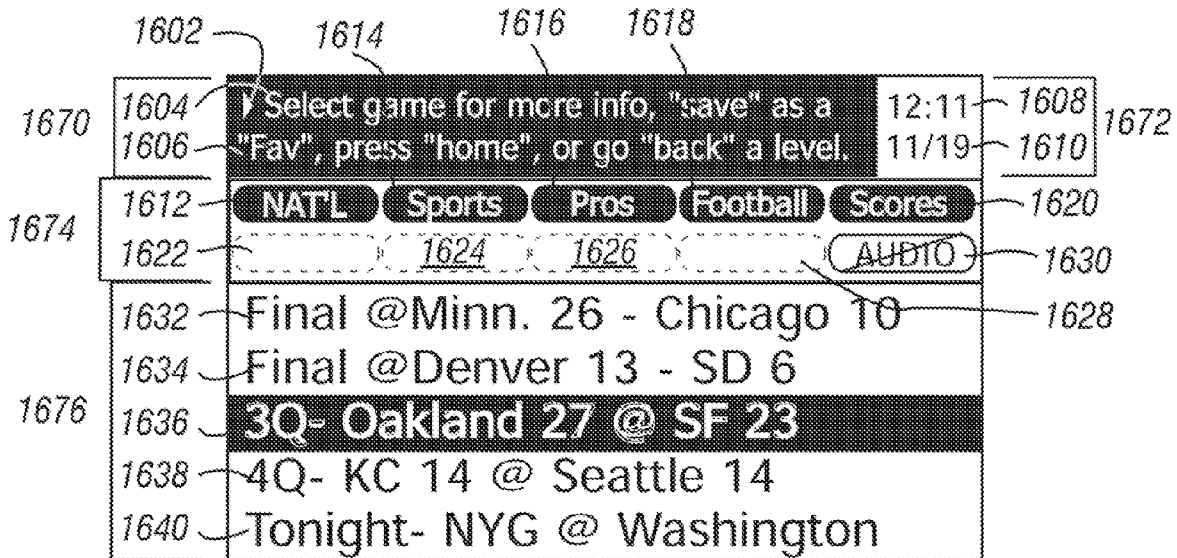 1602 1614 1616 1618
1670 1604 Select game for more info, "save" as a 12:11 1608 1672
1606 "Fav", press "home", or go "back" a level. 11/19 1610
1674 1612 NAT'L Sports Pros Football Scores 1620
1622 1624 1626 AUDIO 1630
1632 Final @Minn. 26 - Chicago 10 1628
1634 Final @Denver 13 - SD 6
1676 1636 3Q- Oakland 27 @ SF 23
1638 4Q- KC 14 @ Seattle 14
1640 Tonight- NYG @ Washington